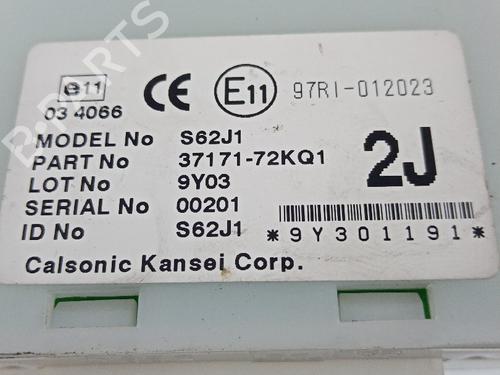 B-PARTS
e11
03 4066
CE
E11
97RI-012023
MODEL No S62J1
PART No 37171-72KQ1
LOT No 9Y03
SERIAL No 00201
ID No S62J1
2J
*9Y301191*
Calsonic Kansei Corp.